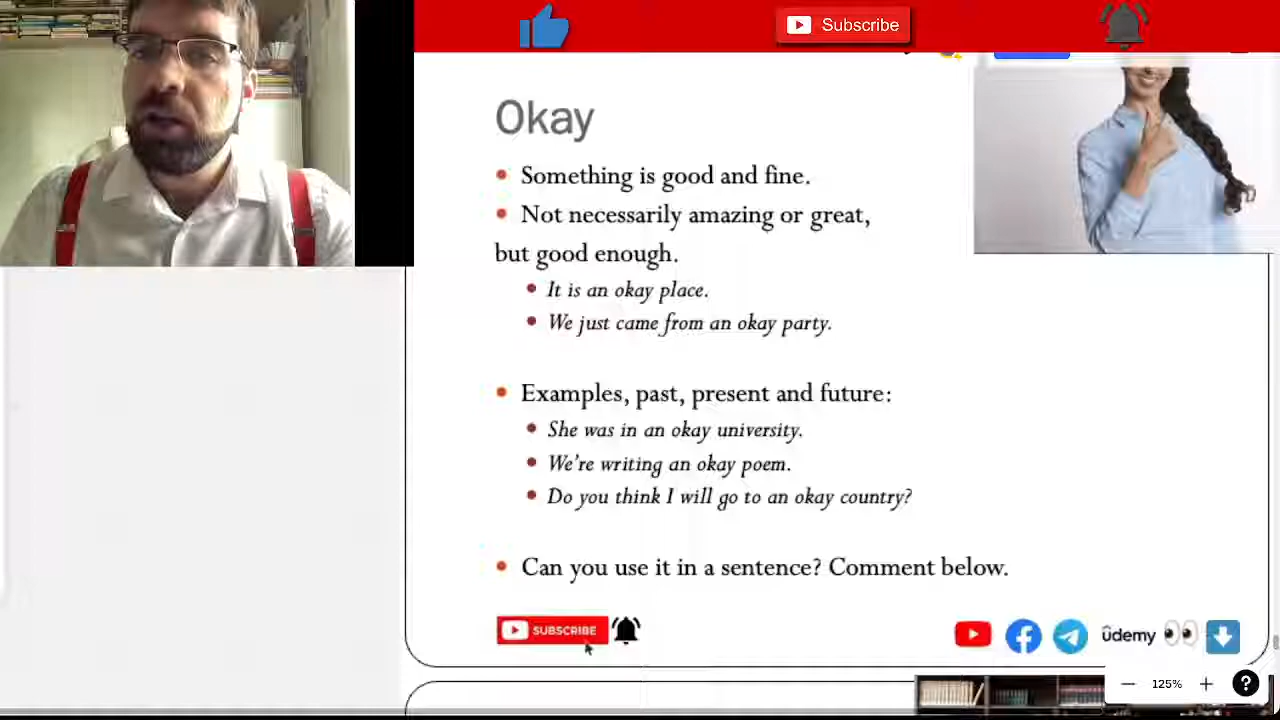 Subscribe
Okay
Something is good and fine.
Not necessarily amazing or great,
but good enough.
It is an okay place.
We just came from an okay party.
Examples, past, present and future:
She was in an okay university.
We're writing an okay poem.
Do you think I will go to an okay country?
Can you use it in a sentence? Comment below.
SUBSCRIBE
ûdemy
125%